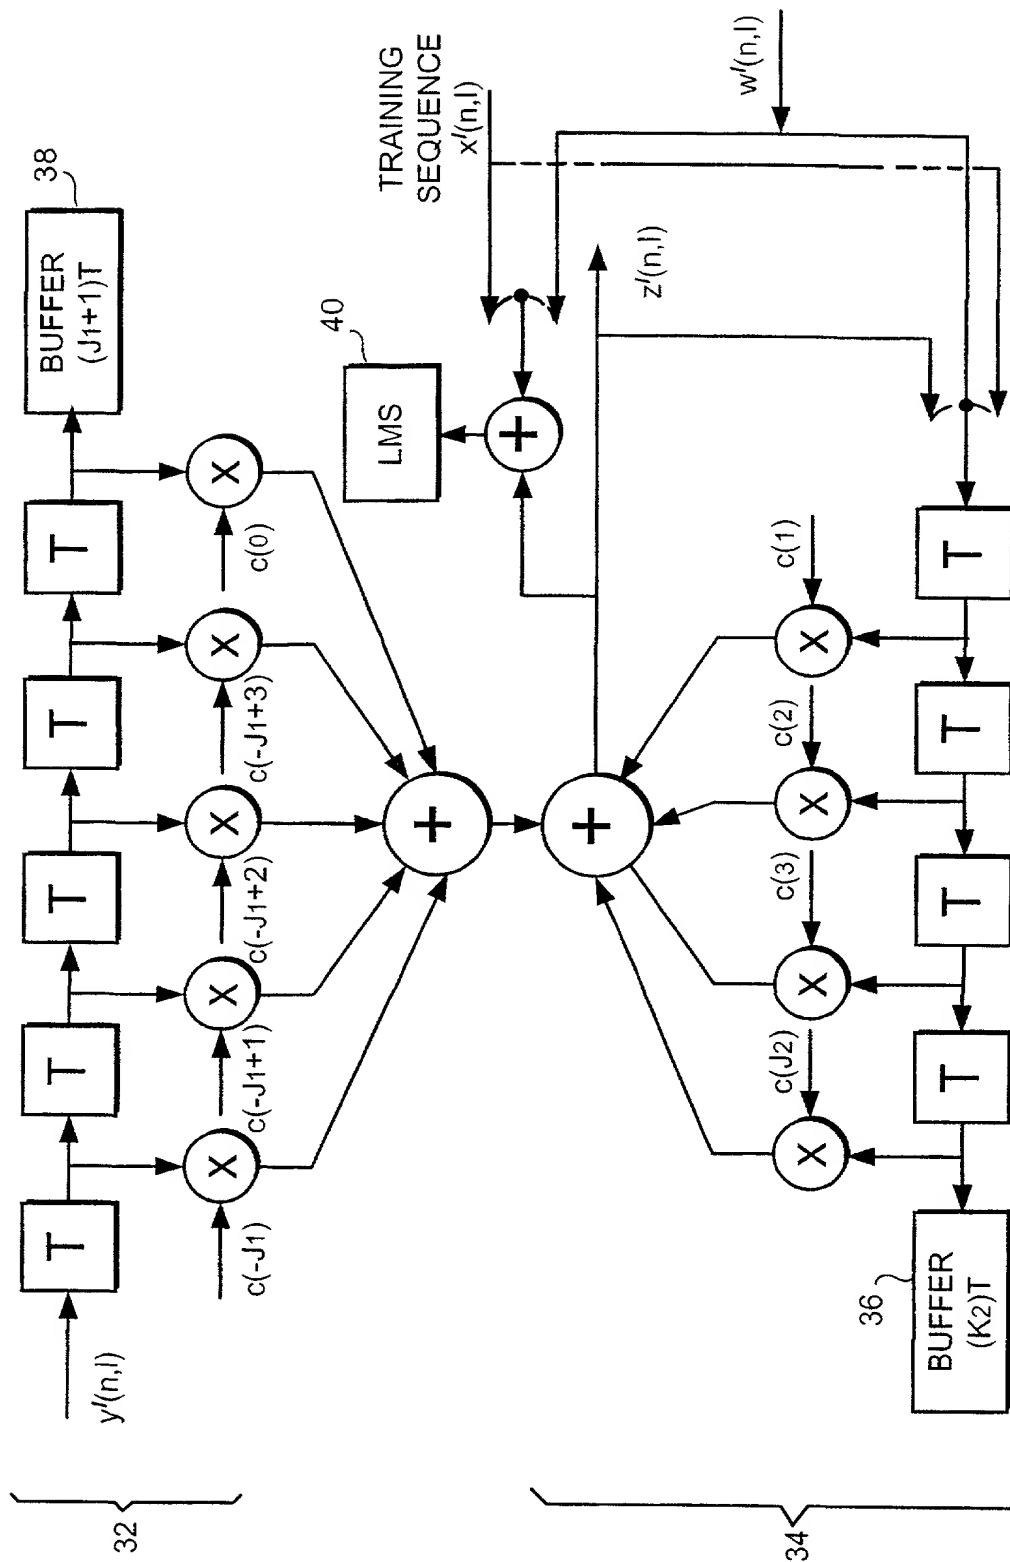 32
y'(n,l)
T
T
T
T
T
BUFFER
(J1+1)T
38
c(-J1)
X
c(-J1+1)
X
c(-J1+2)
X
c(-J1+3)
X
c(0)
X
+
LMS
40
+
TRAINING
SEQUENCE
x'(n,l)
34
+
z'(n,l)
w'(n,l)
c(J2)
X
c(3)
X
c(2)
X
c(1)
X
36
BUFFER
(K2)T
T
T
T
T